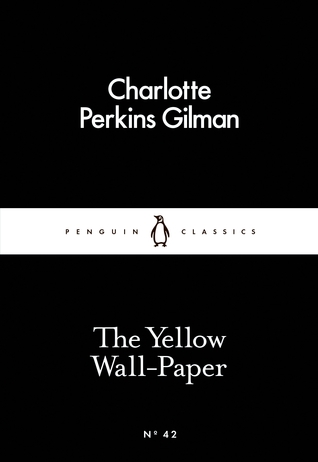 Charlotte
Perkins Gilman
PENGUIN CLASSICS
The Yellow
Wall-Paper
Nº 42